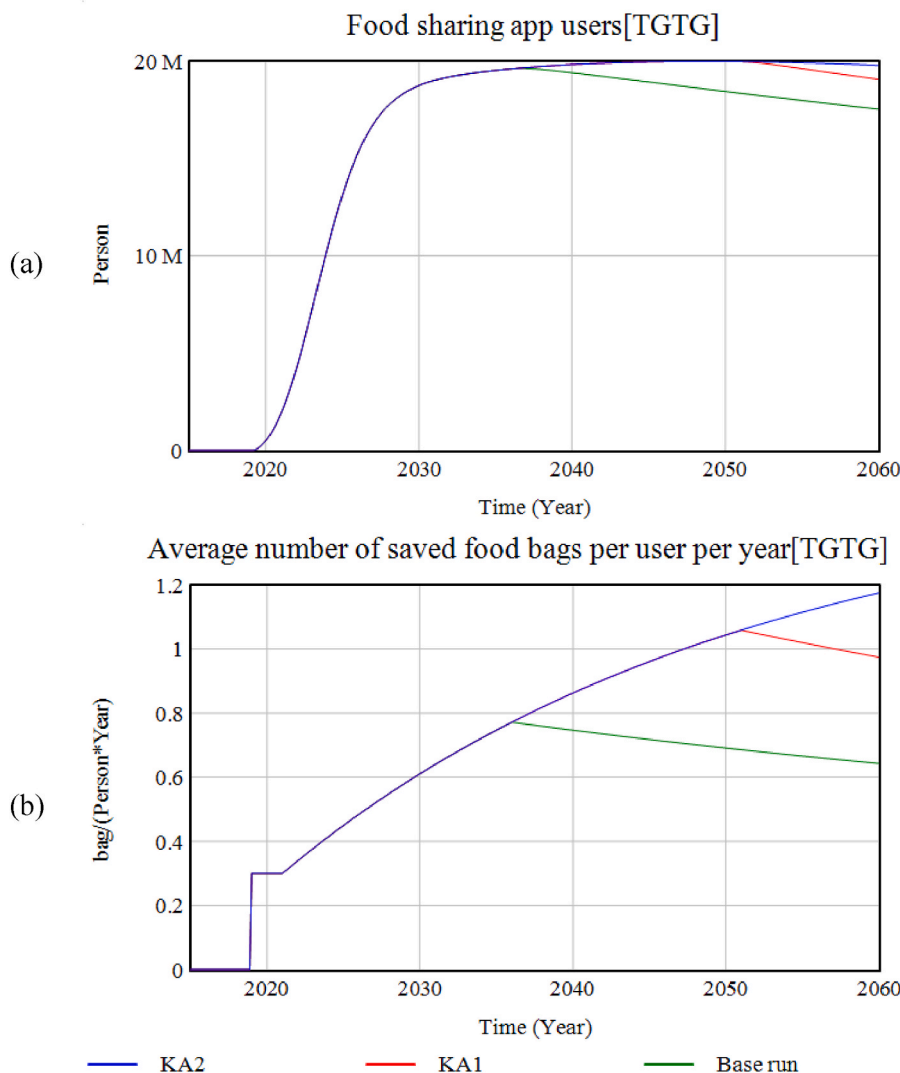 Food sharing app users[TGTG]
20 M
10 M
0
Person
(a)
2020 2030 2040 2050 2060
Time (Year)
Average number of saved food bags per user per year[TGTG]
1.2
1
0.8
0.6
0.4
0.2
0
bag/(Person*Year)
(b)
2020 2030 2040 2050 2060
Time (Year)
KA2 KA1 Base run